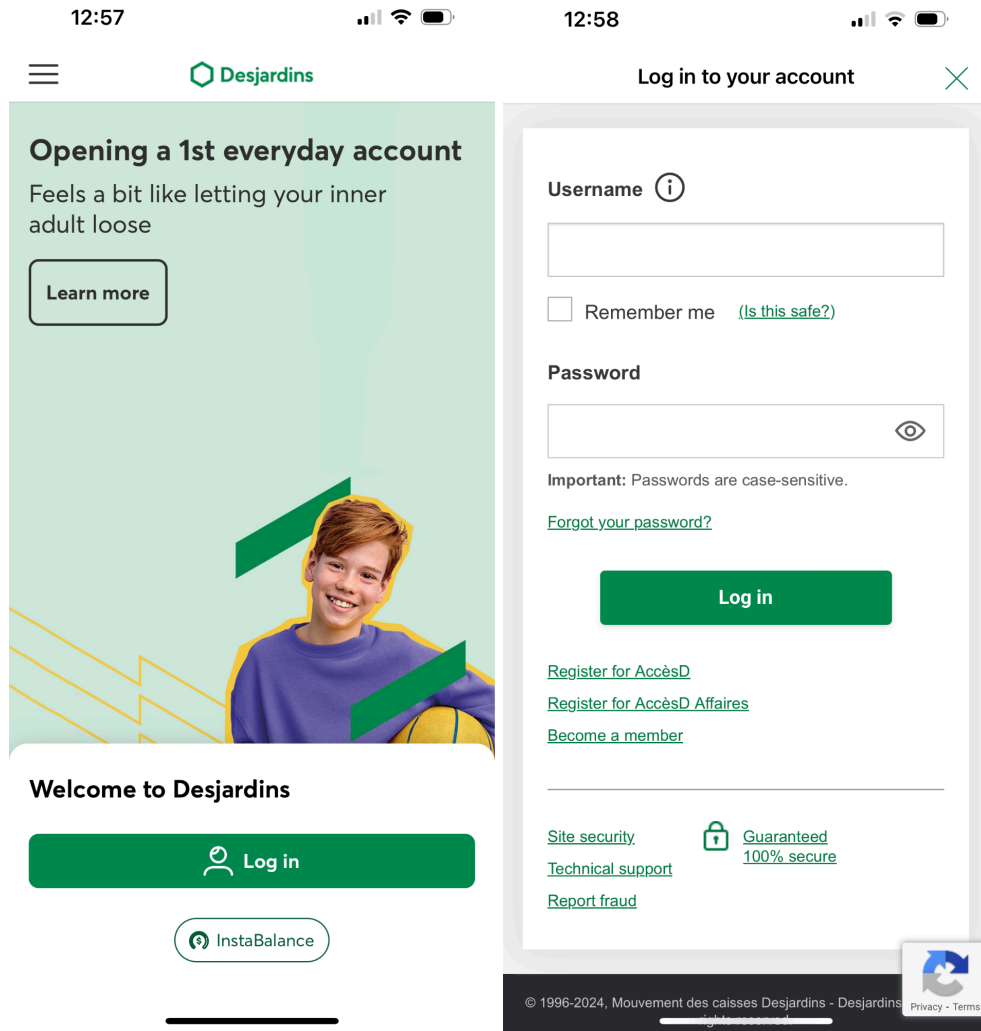 12:57
Desjardins
Opening a 1st everyday account
Feels a bit like letting your inner
adult loose
Learn more
Welcome to Desjardins
Log in
InstaBalance
12:58
Log in to your account
Username
Remember me (Is this safe?)
Password
Important: Passwords are case-sensitive.
Forgot your password?
Log in
Register for AccèsD
Register for AccèsD Affaires
Become a member
Site security
Technical support
Report fraud
Guaranteed
100% secure
© 1996-2024, Mouvement des caisses Desjardins - Desjardins
rights reserved.
Privacy - Terms